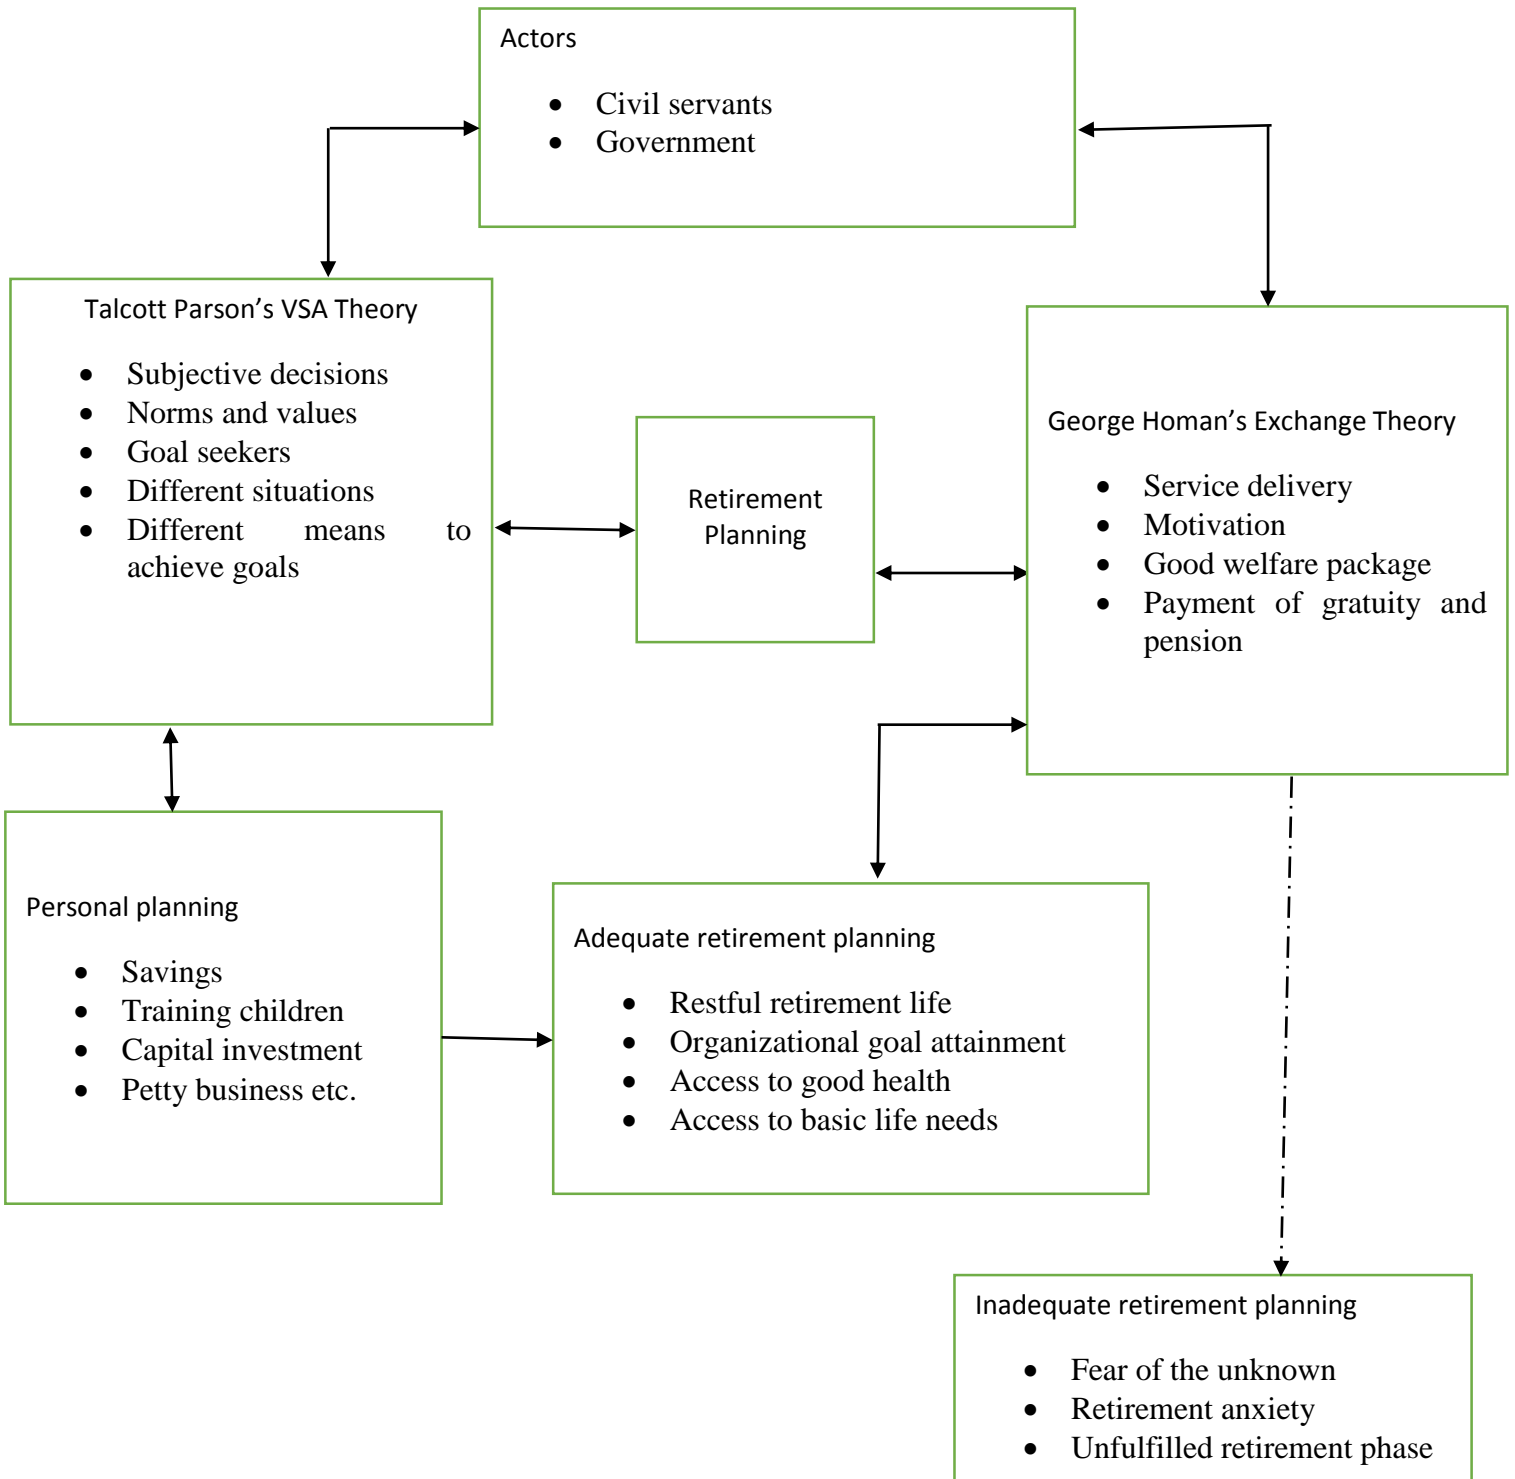 Actors
• Civil servants
• Government
Talcott Parson’s VSA Theory
• Subjective decisions
• Norms and values
• Goal seekers
• Different situations
• Different means to
achieve goals
Retirement
Planning
George Homan’s Exchange Theory
• Service delivery
• Motivation
• Good welfare package
• Payment of gratuity and
pension
Personal planning
• Savings
• Training children
• Capital investment
• Petty business etc.
Adequate retirement planning
• Restful retirement life
• Organizational goal attainment
• Access to good health
• Access to basic life needs
Inadequate retirement planning
• Fear of the unknown
• Retirement anxiety
• Unfulfilled retirement phase